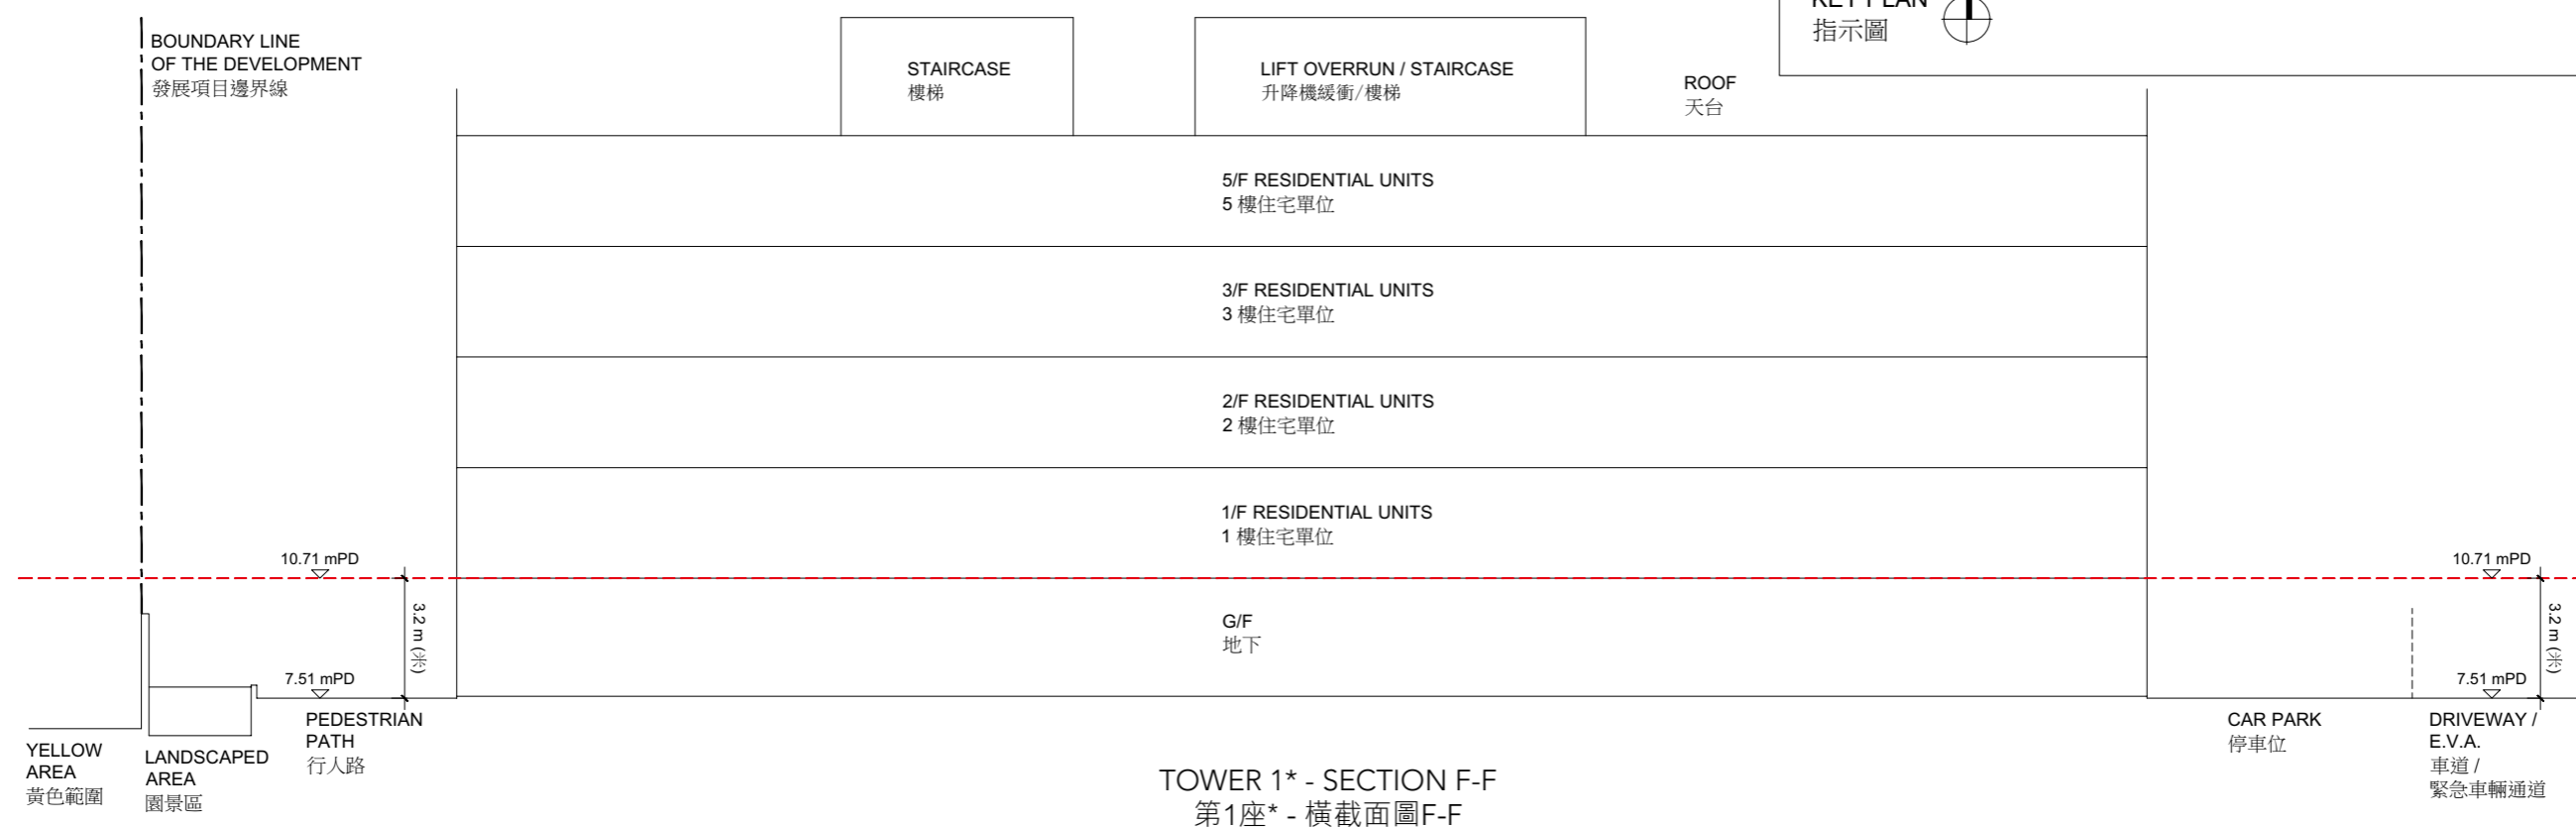 KEY PLAN
指示圖
BOUNDARY LINE
OF THE DEVELOPMENT
發展項目邊界線
STAIRCASE
樓梯
LIFT OVERRUN / STAIRCASE
升降機緩衝/樓梯
ROOF
天台
5/F RESIDENTIAL UNITS
5 樓住宅單位
3/F RESIDENTIAL UNITS
3 樓住宅單位
2/F RESIDENTIAL UNITS
2 樓住宅單位
1/F RESIDENTIAL UNITS
1 樓住宅單位
10.71 mPD
10.71 mPD
3.2 m (米)
G/F
地下
3.2 m (米)
7.51 mPD
7.51 mPD
YELLOW
AREA
黃色範圍
LANDSCAPED
AREA
園景區
PEDESTRIAN
PATH
行人路
CAR PARK
停車位
DRIVEWAY /
E.V.A.
車道 /
緊急車輛通道
TOWER 1* - SECTION F-F
第1座* - 橫截面圖F-F